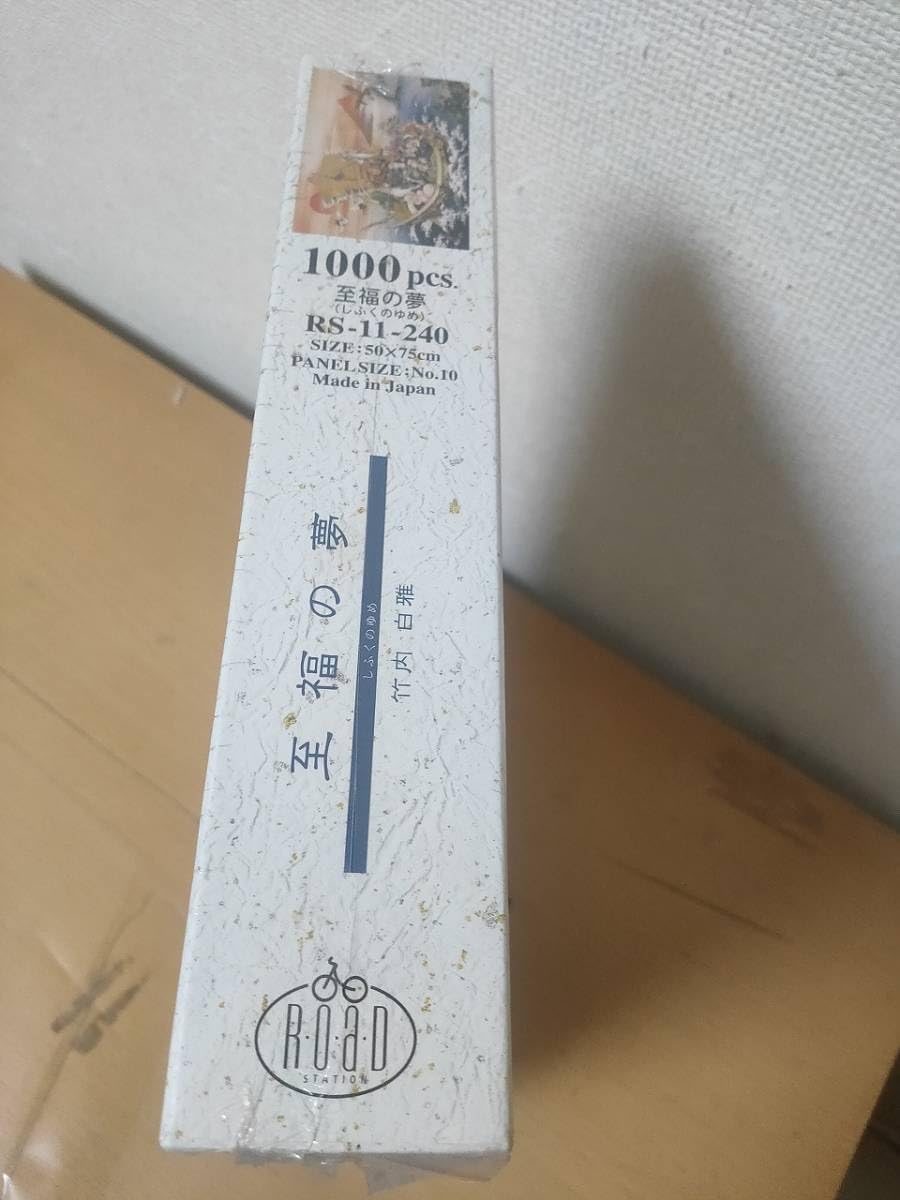 1000 pcs.
至福の夢
(しふくのゆめ)
RS-11-240
SIZE:50×75cm
PANEL SIZE:No.10
Made in Japan
至福の夢
しふくのゆめ
竹内 白雅
R・O・a・D
STATION